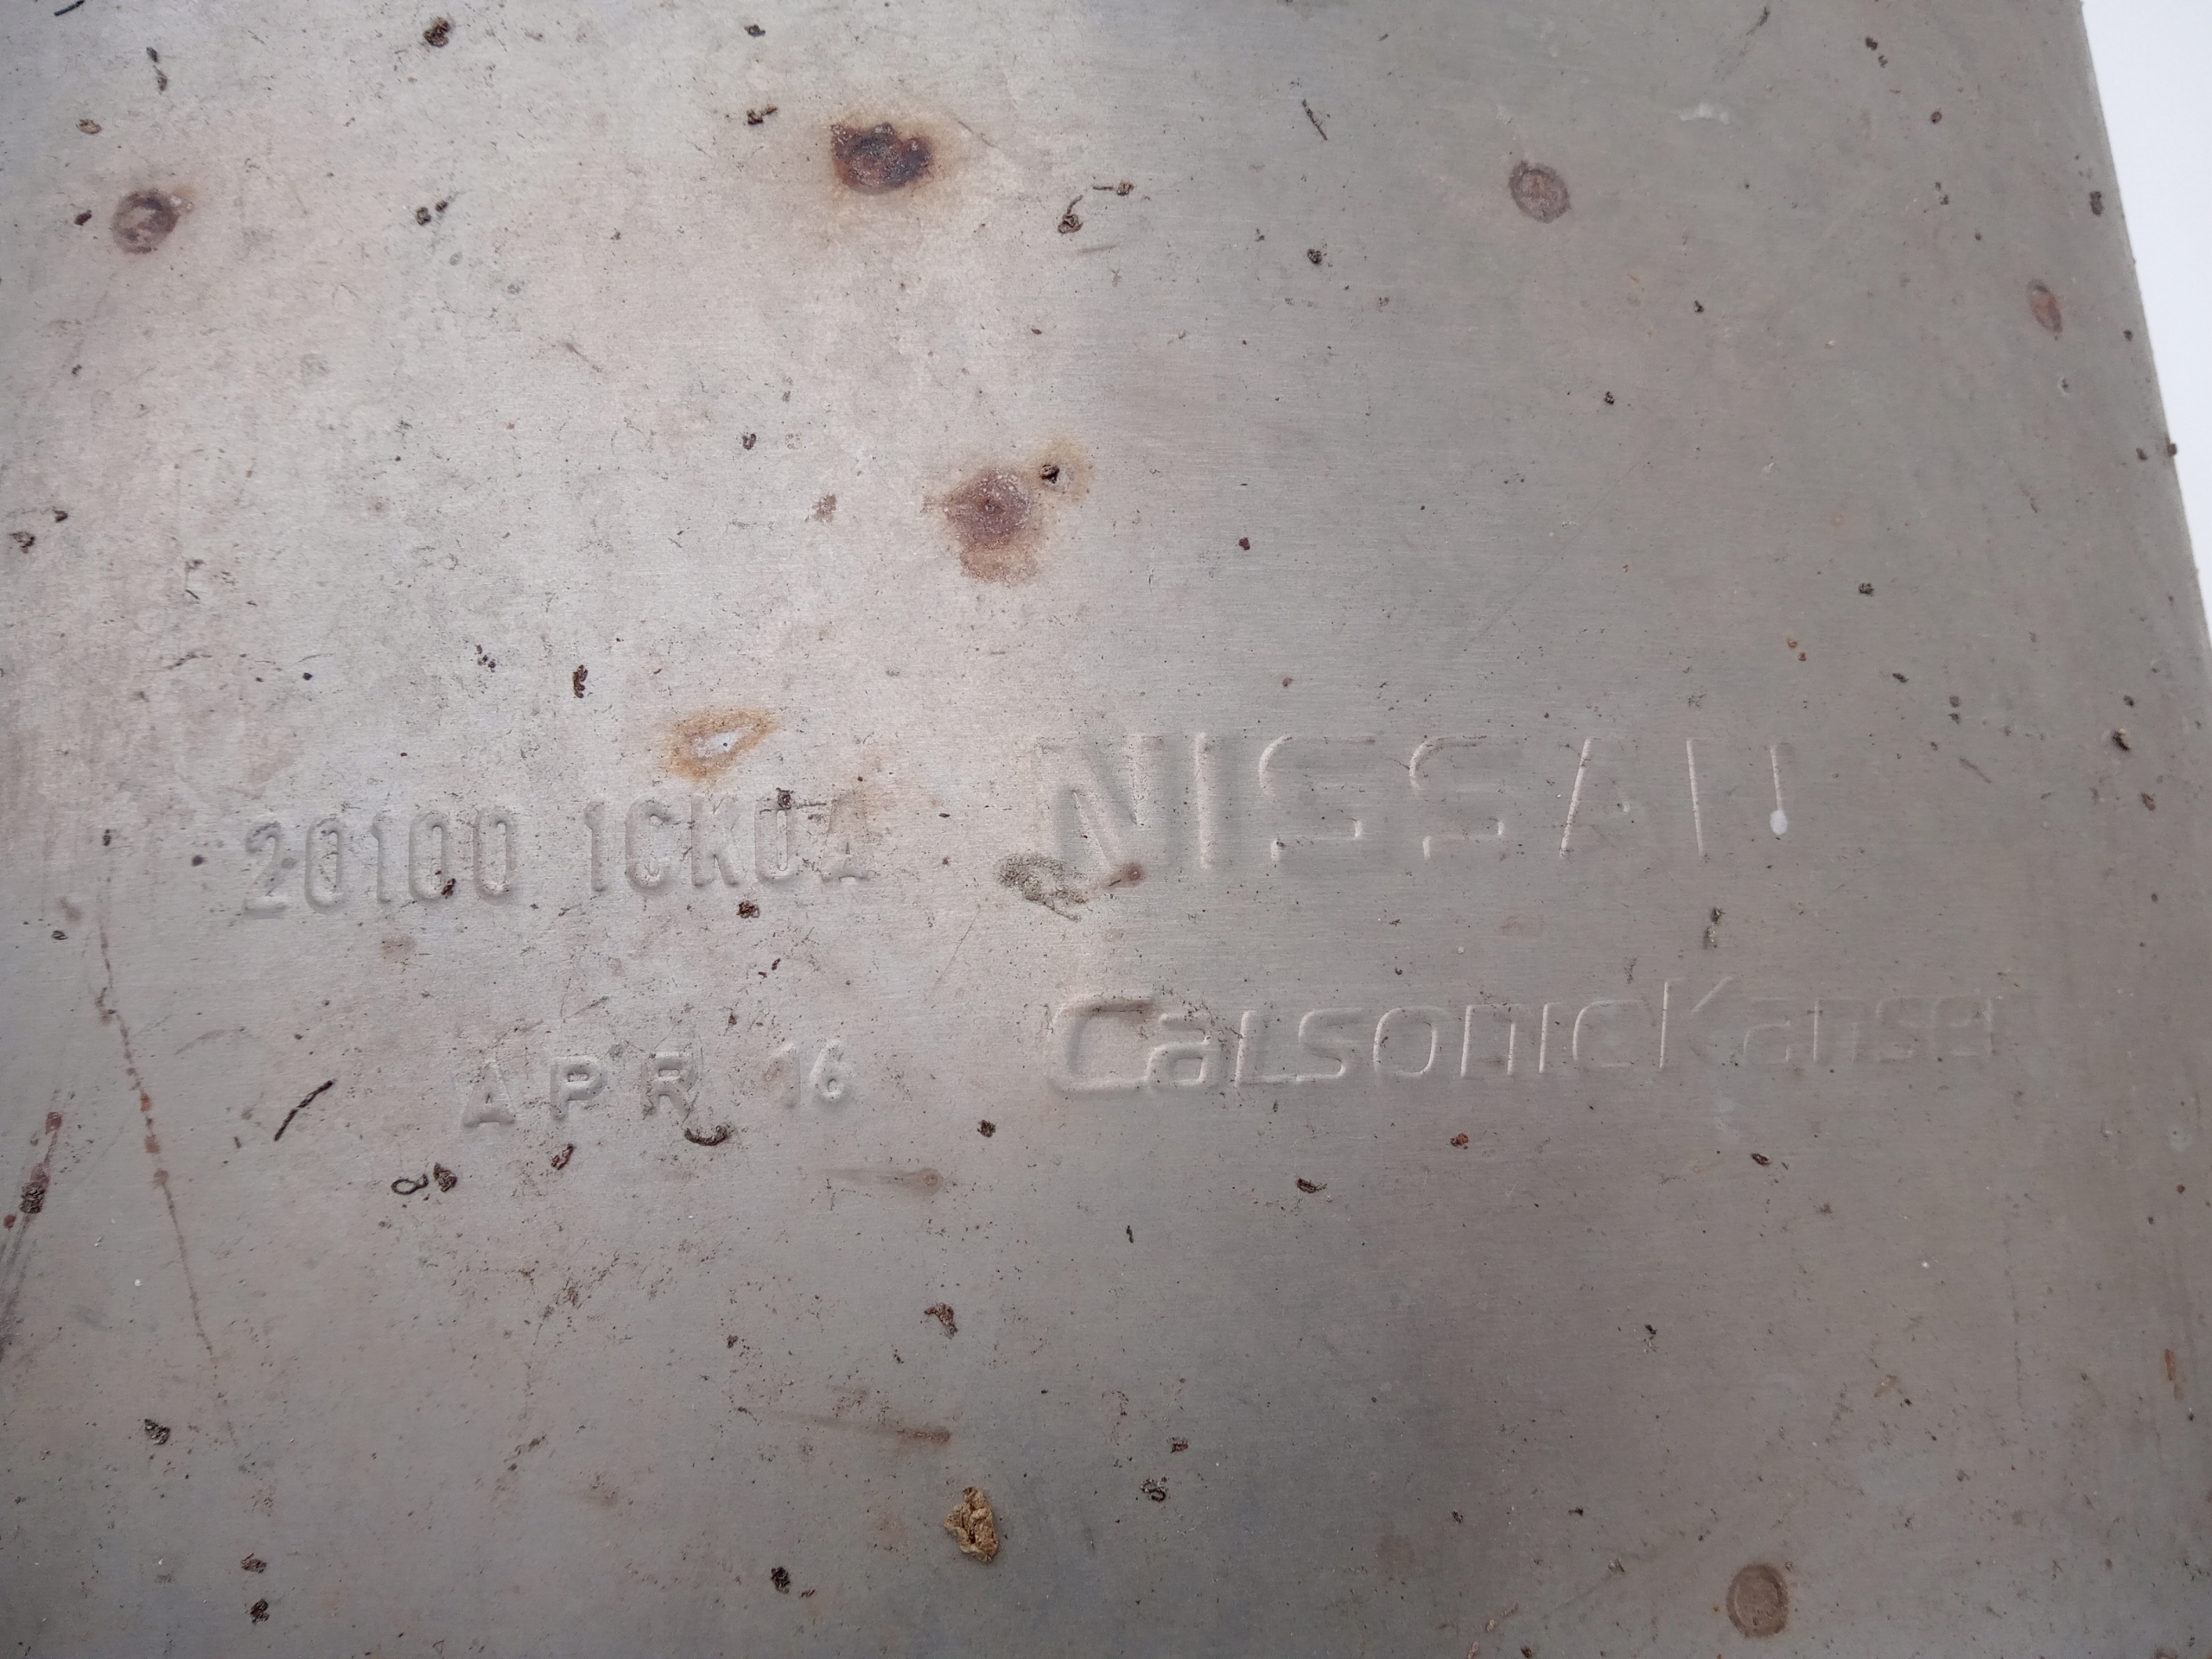 20100 1CK0A
NISSAN
APR 16
CalsonicKansei